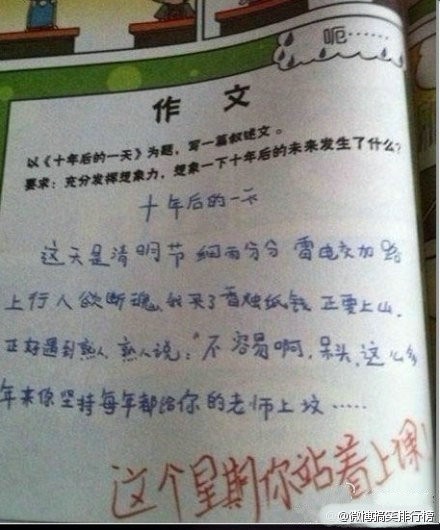 呃……
作文
以《十年后的一天》为题，写一篇叙述文。
要求：充分发挥想象力，想象一下十年后的未来发生了什么？
十年后的一天
这天是清明节 细雨分分 雷电交加 路
上行人欲断魂，我买了香烛纸钱 正要上山，
正好遇到熟人，熟人说："不容易啊，呆头，这么多
年来你坚持每年都给你的老师上坟……
这个星期你站着上课！
@微博搞笑排行榜